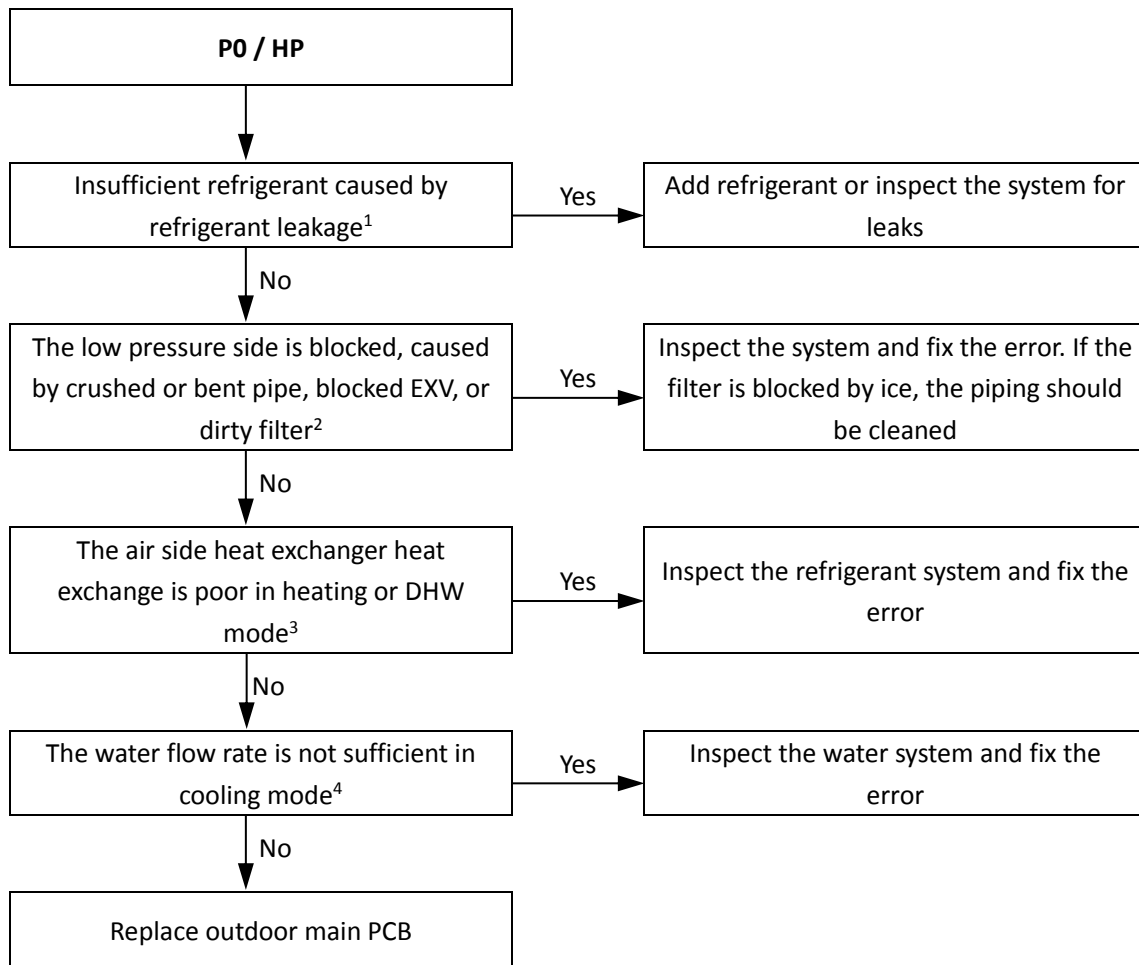 P0 / HP
Insufficient refrigerant caused by
refrigerant leakage1
Yes
Add refrigerant or inspect the system for
leaks
No
The low pressure side is blocked, caused
by crushed or bent pipe, blocked EXV, or
dirty filter2
Yes
Inspect the system and fix the error. If the
filter is blocked by ice, the piping should
be cleaned
No
The air side heat exchanger heat
exchange is poor in heating or DHW
mode3
Yes
Inspect the refrigerant system and fix the
error
No
The water flow rate is not sufficient in
cooling mode4
Yes
Inspect the water system and fix the
error
No
Replace outdoor main PCB